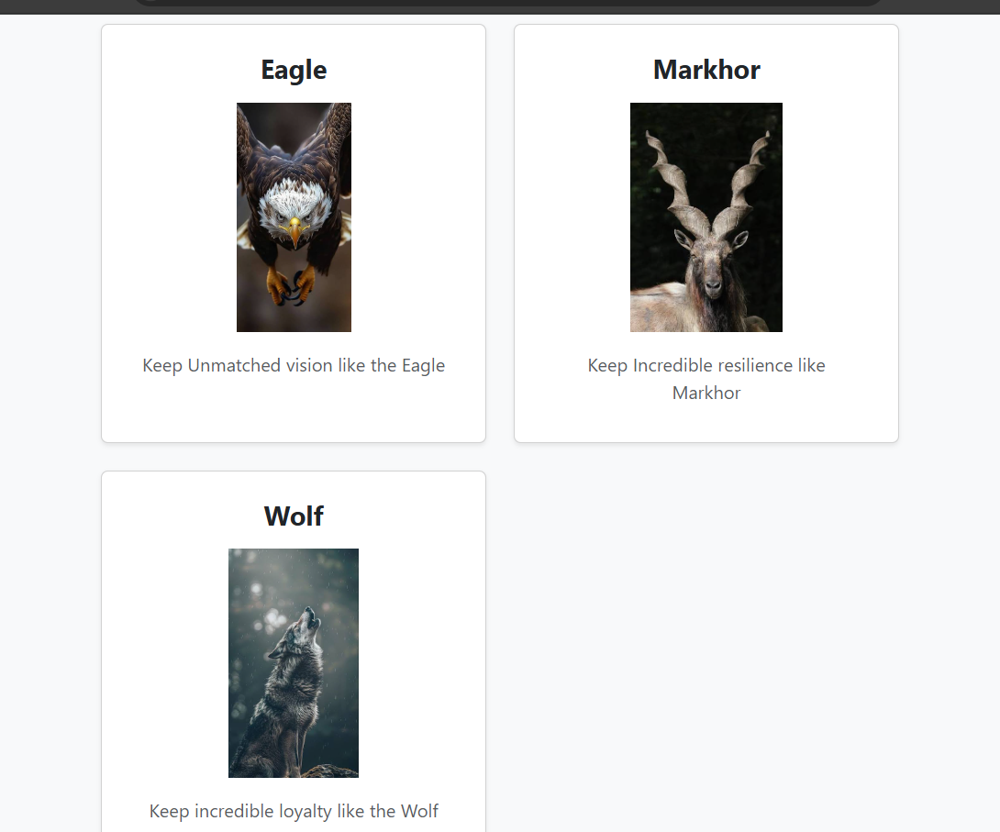 Eagle
Keep Unmatched vision like the Eagle
Markhor
Keep Incredible resilience like
Markhor
Wolf
Keep incredible loyalty like the Wolf